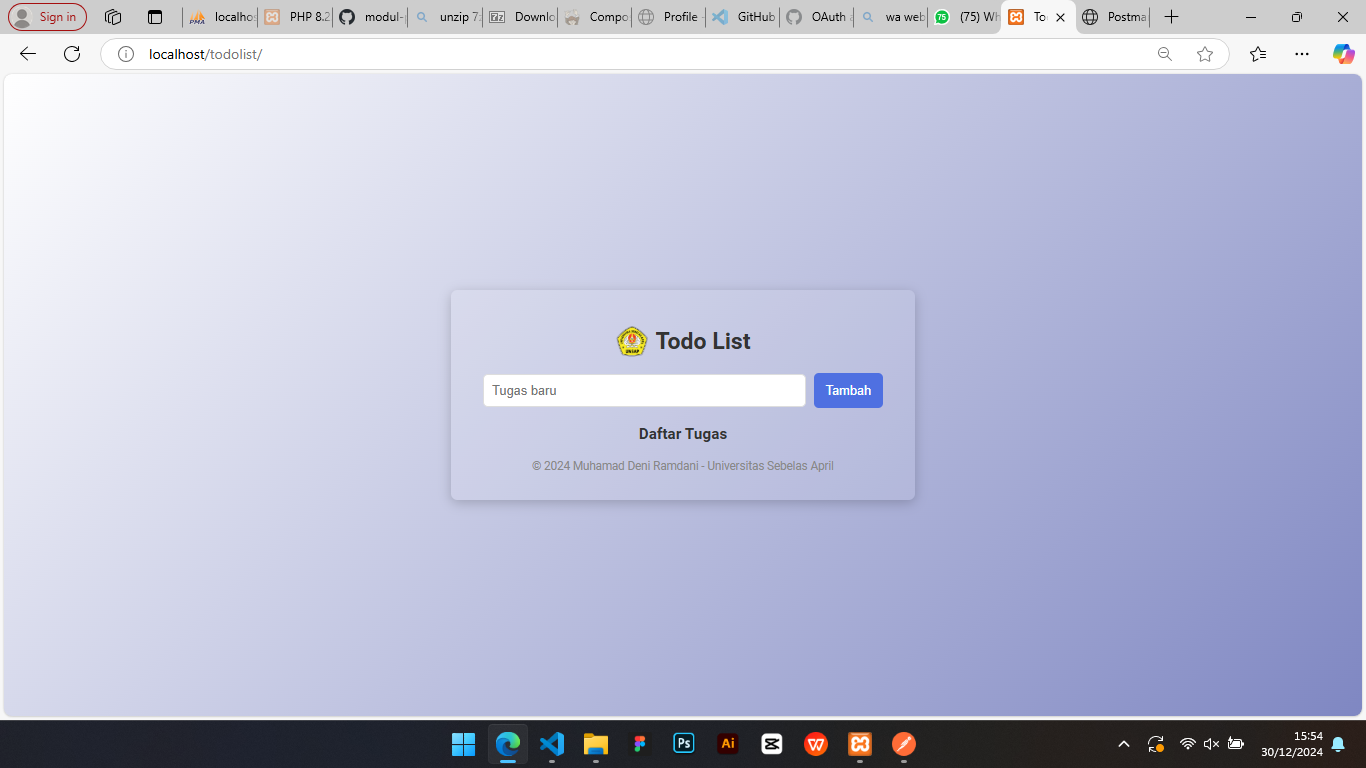 Sign in
localhos
PHP 8.2
modul-
unzip 7
Downlo
Compo
Profile
GitHub
OAuth
wa web
(75) Wh
To
Postma
localhost/todolist/
Todo List
Tugas baru
Tambah
Daftar Tugas
© 2024 Muhamad Deni Ramdani - Universitas Sebelas April
Ps
Ai
15:54
30/12/2024